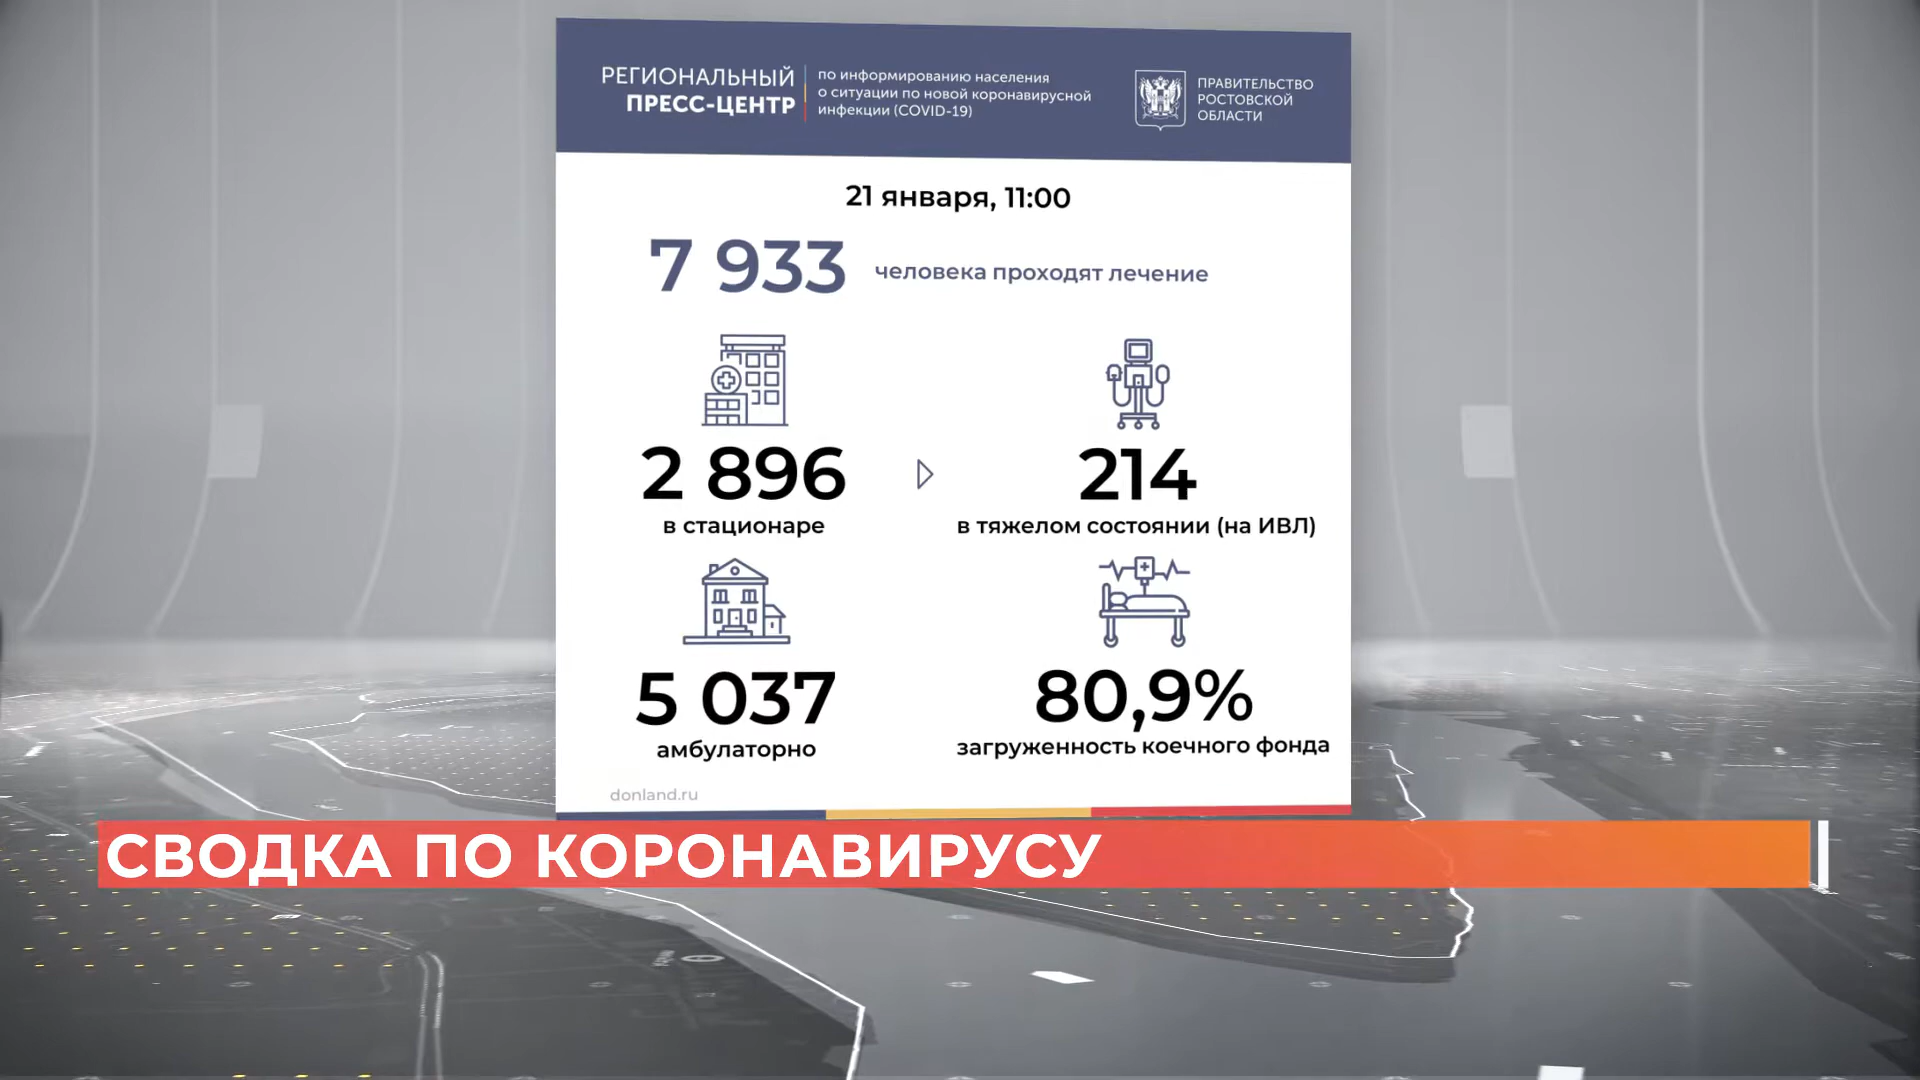 РЕГИОНАЛЬНЫЙ
ПРЕСС-ЦЕНТР
по информированию населения
о ситуации по новой коронавирусной
инфекции (COVID-19)
ПРАВИТЕЛЬСТВО
РОСТОВСКОЙ
ОБЛАСТИ
21 января, 11:00
7 933 человека проходят лечение
2 896
в стационаре
214
в тяжелом состоянии (на ИВЛ)
5 037
амбулаторно
80,9%
загруженность коечного фонда
donland.ru
СВОДКА ПО КОРОНАВИРУСУ